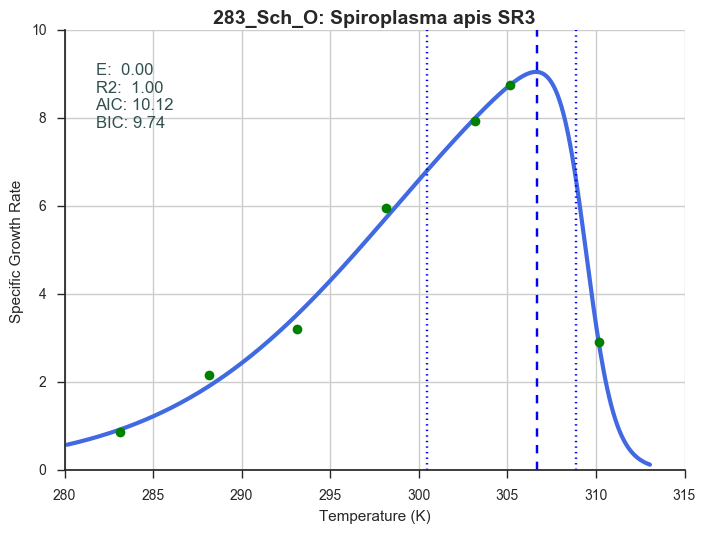 283_Sch_O: Spiroplasma apis SR3
E:  0.00
R2:  1.00
AIC: 10.12
BIC: 9.74
Specific Growth Rate
10
8
6
4
2
0
280 285 290 295 300 305 310 315
Temperature (K)